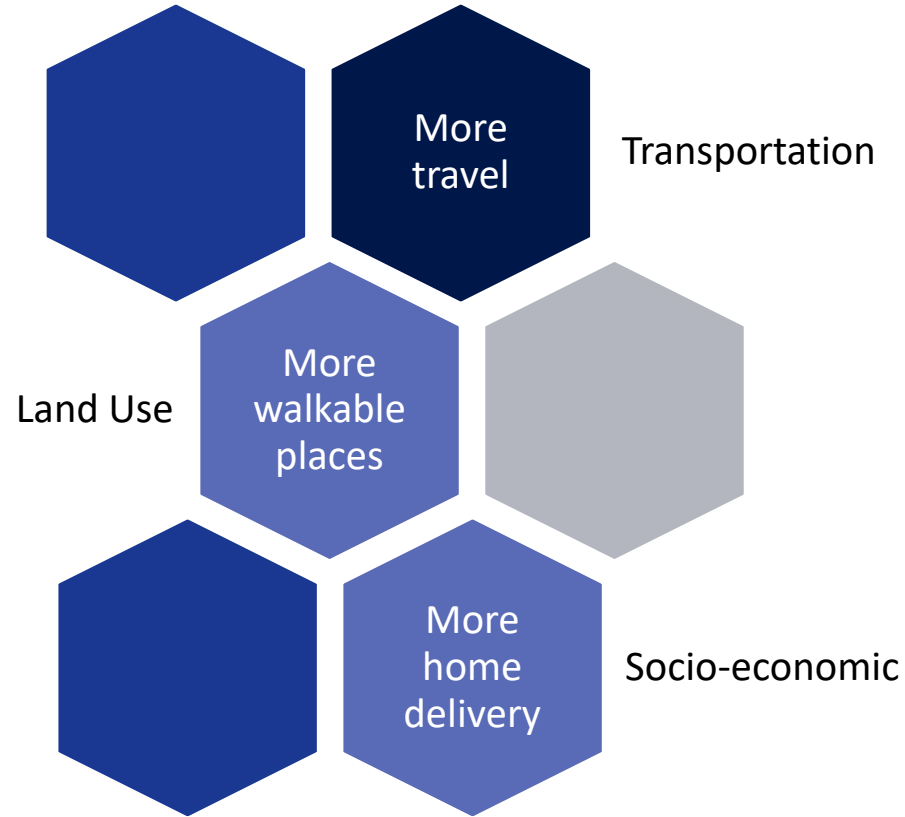 More
travel
Transportation
Land Use
More
walkable
places
More
home
delivery
Socio-economic